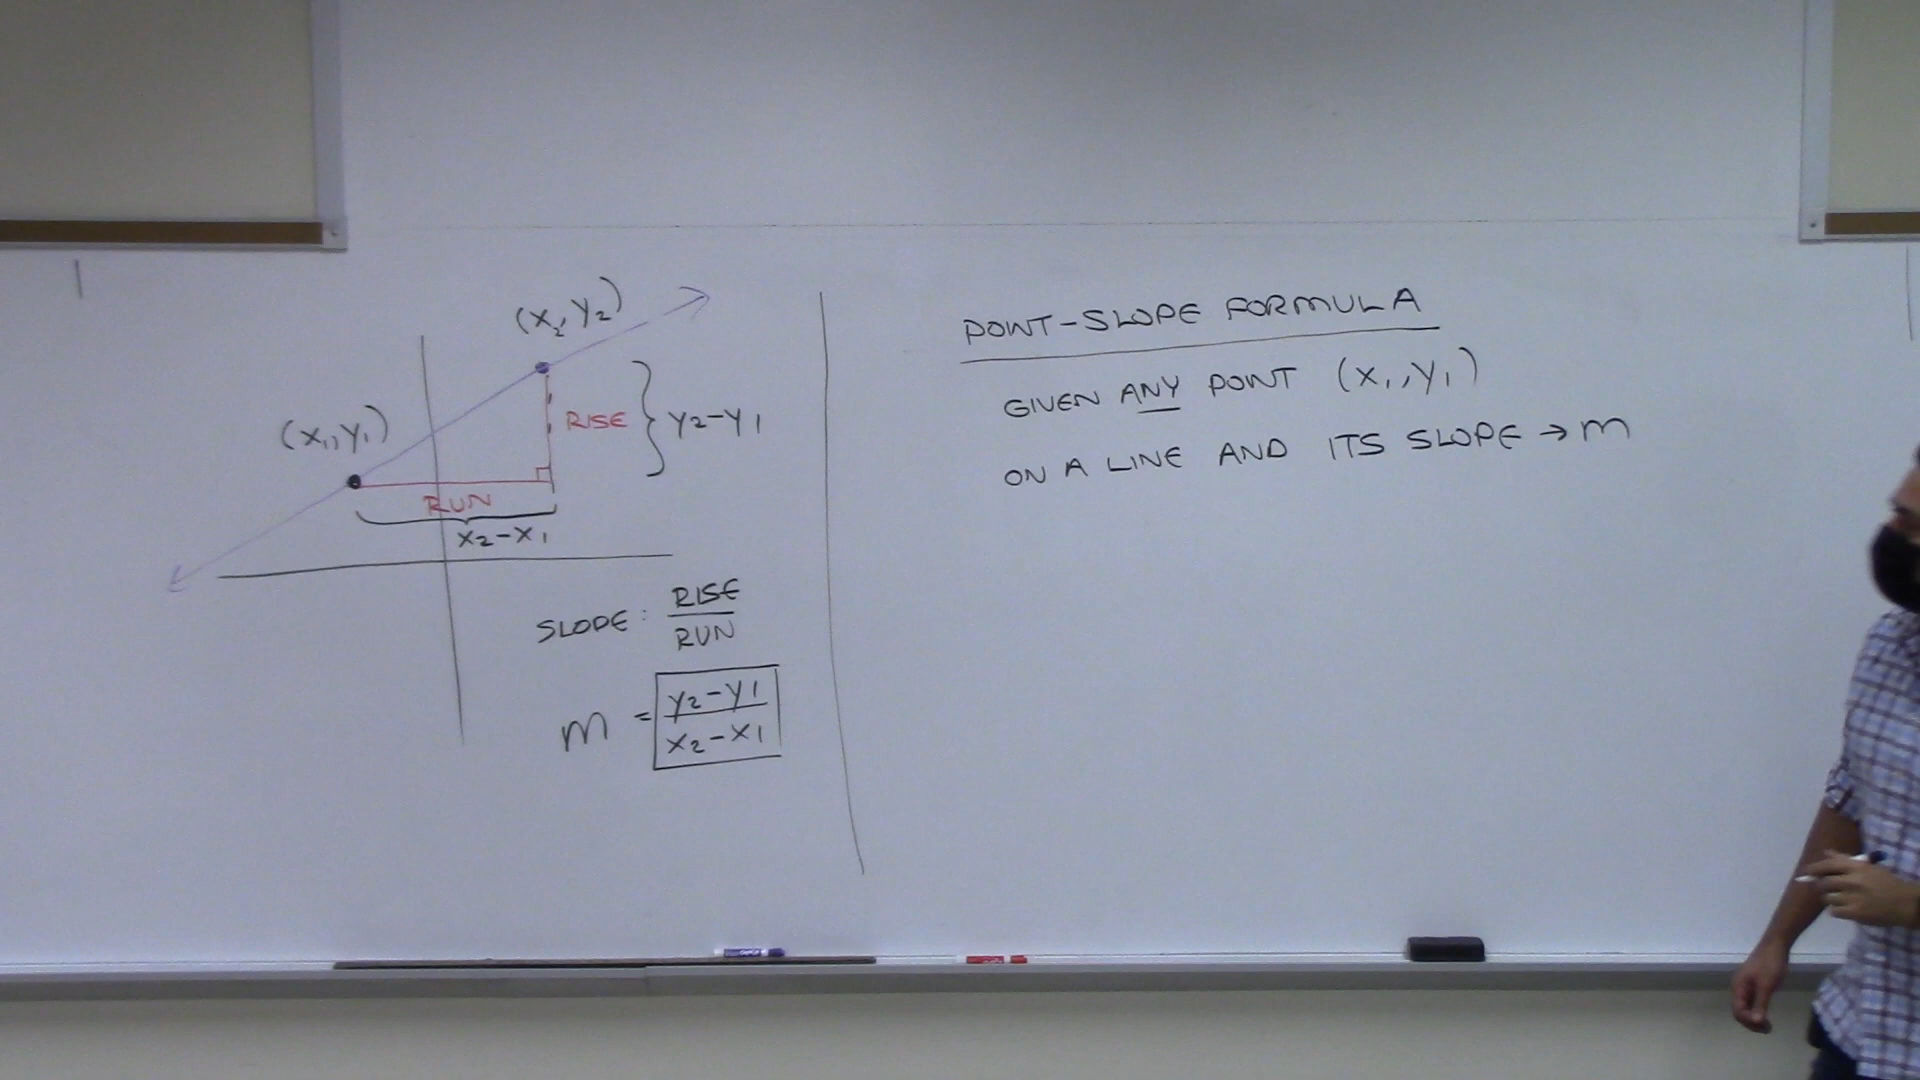 (x₂, y₂)
(x₁, y₁)
RISE } y₂-y₁
RUN
x₂-x₁
SLOPE: RISE
RUN
m = y₂-y₁
x₂-x₁
POINT-SLOPE FORMULA
GIVEN ANY POINT (x₁, y₁)
ON A LINE AND ITS SLOPE → m